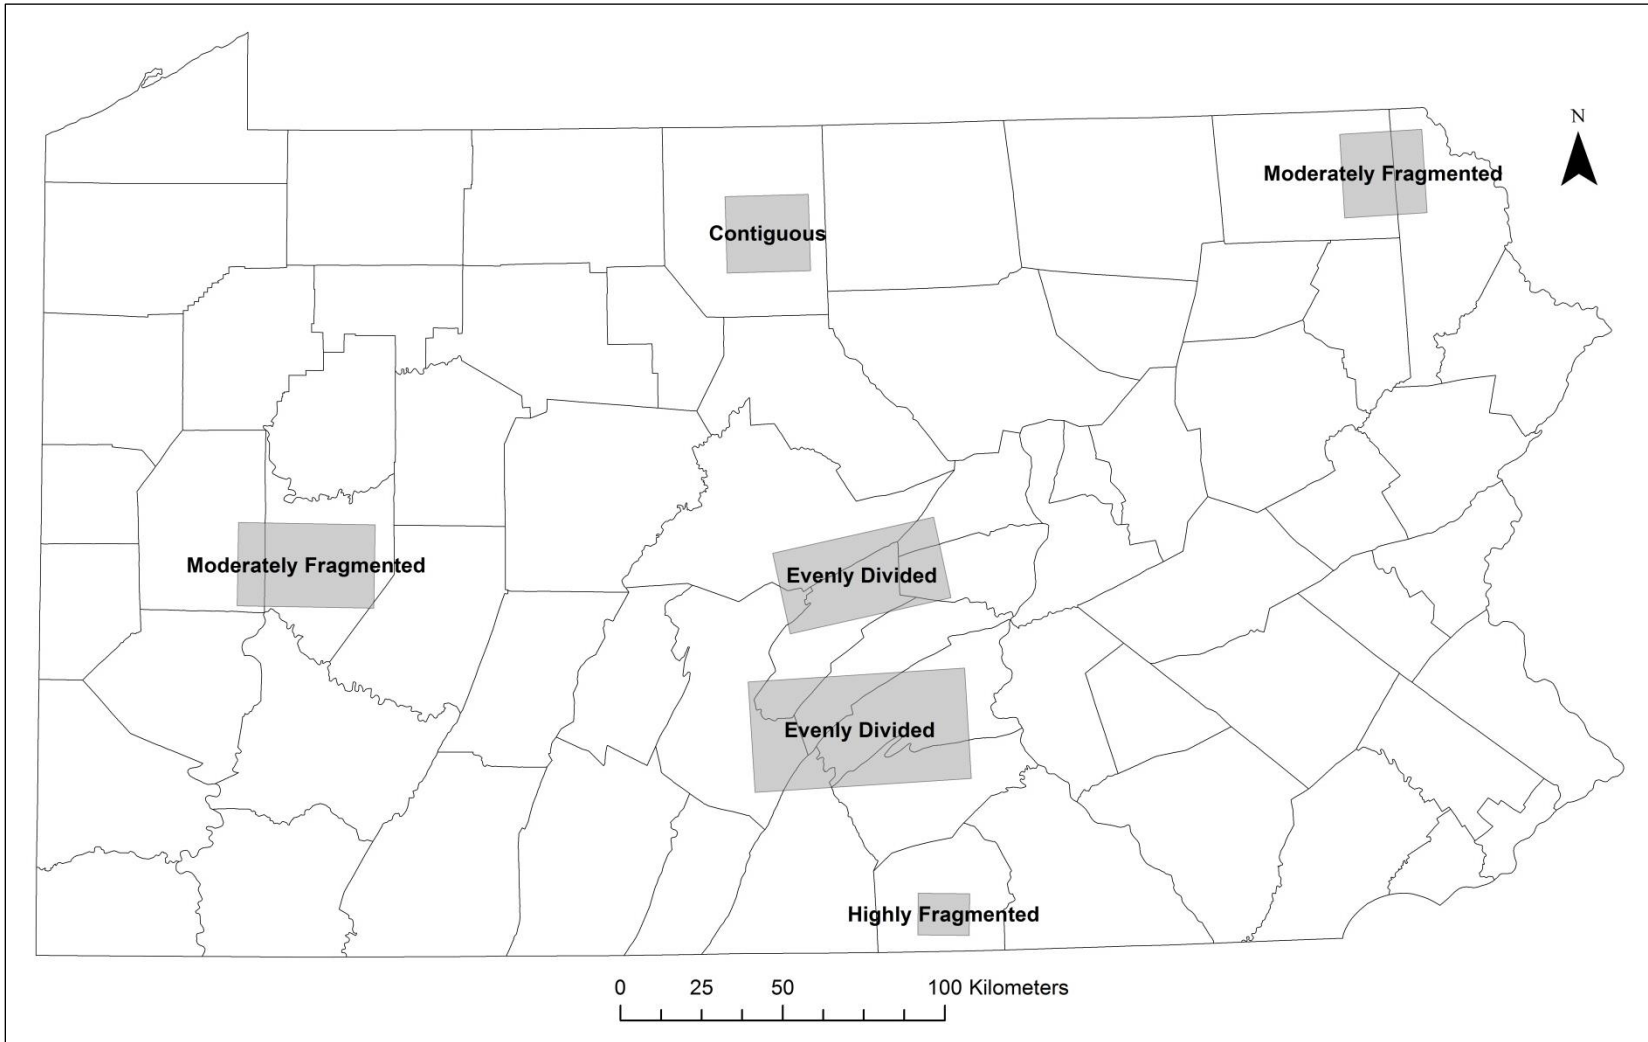 N
Moderately Fragmented
Contiguous
Moderately Fragmented
Evenly Divided
Evenly Divided
Highly Fragmented
0 25 50 100 Kilometers